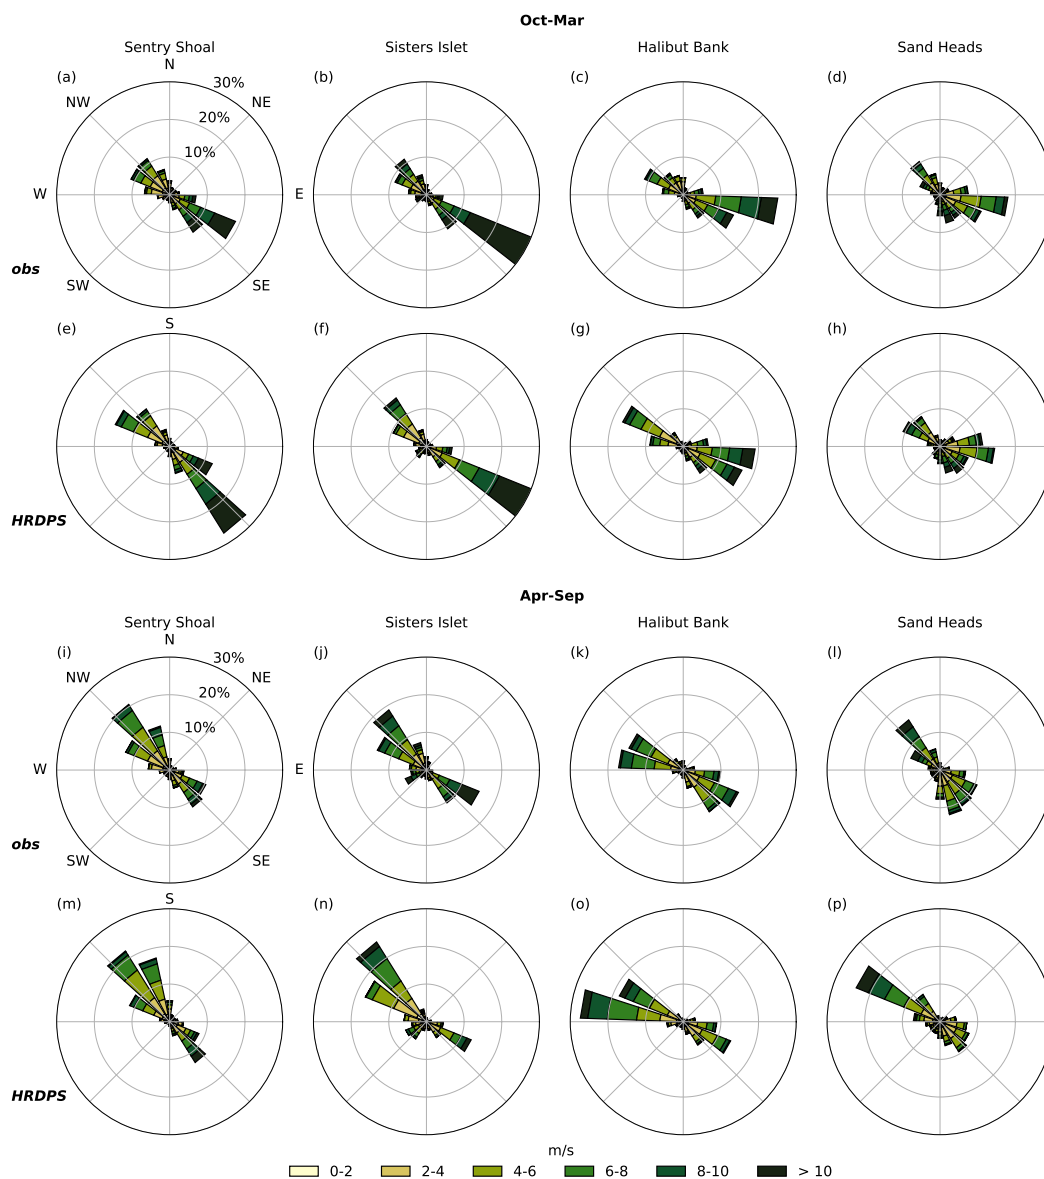 Oct-Mar
Sentry Shoal Sisters Islet Halibut Bank Sand Heads
N
(a) (b) (c) (d)
30%
NW NE
20%
10%
W E
obs
SW SE
S
(e) (f) (g) (h)
HRDPS
Apr-Sep
Sentry Shoal Sisters Islet Halibut Bank Sand Heads
N
(i) (j) (k) (l)
30%
NW NE
20%
10%
W E
obs
SW SE
S
(m) (n) (o) (p)
HRDPS
m/s
0-2 2-4 4-6 6-8 8-10 > 10